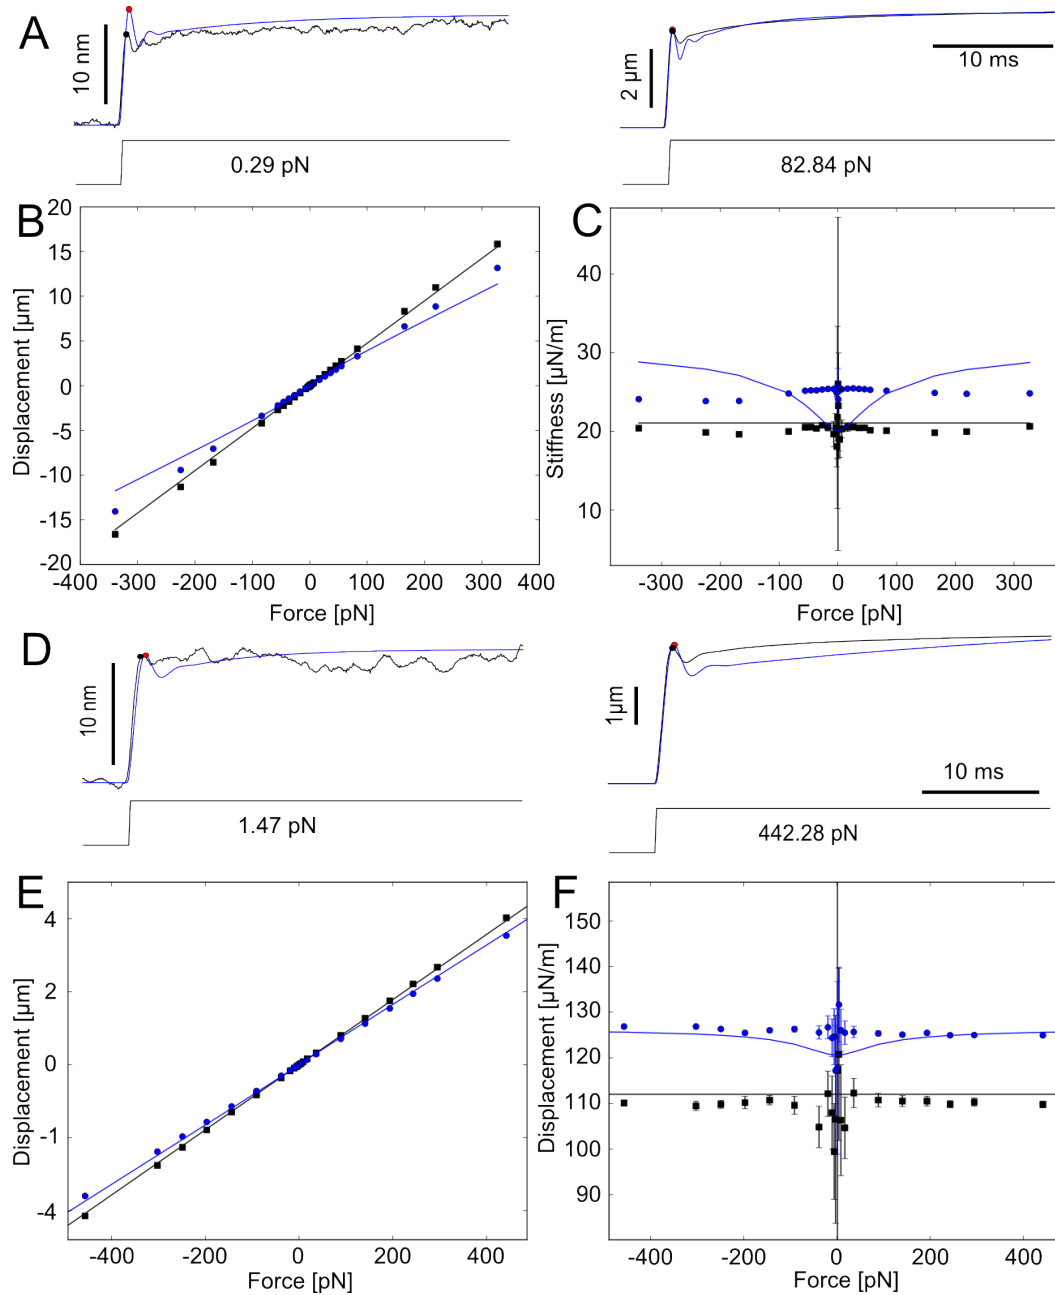 A
10 nm
0.29 pN
2 µm
10 ms
82.84 pN
B
Displacement [µm]
20
15
10
5
0
-5
-10
-15
-20
-400 -300 -200 -100 0 100 200 300 400
Force [pN]
C
Stiffness [µN/m]
40
30
20
10
-300 -200 -100 0 100 200 300
Force [pN]
D
10 nm
1.47 pN
1µm
10 ms
442.28 pN
E
Displacement [µm]
4
2
0
-1
-4
-400 -200 0 200 400
Force [pN]
F
Displacement [µN/m]
150
140
130
120
110
100
90
-400 -200 0 200 400
Force [pN]